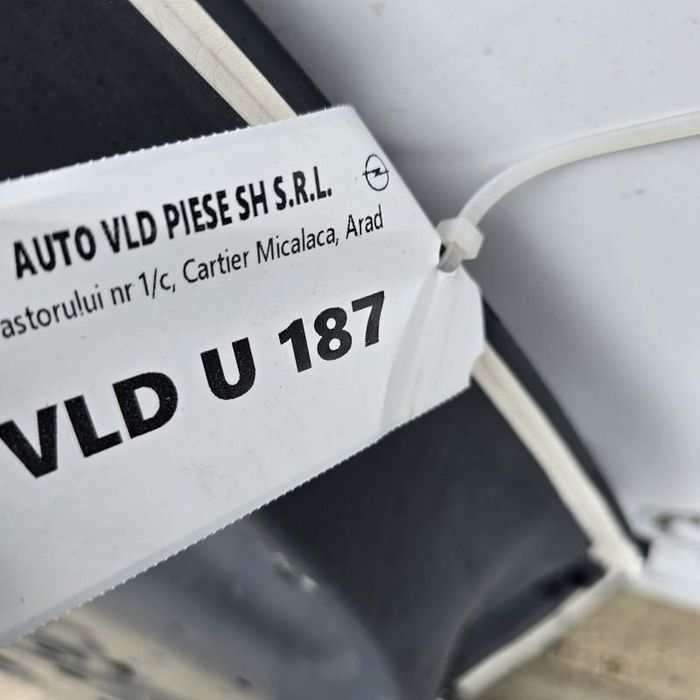 AUTO VLD PIESE SH S.R.L.
astorului nr 1/c, Cartier Micalaca, Arad
VLD U 187